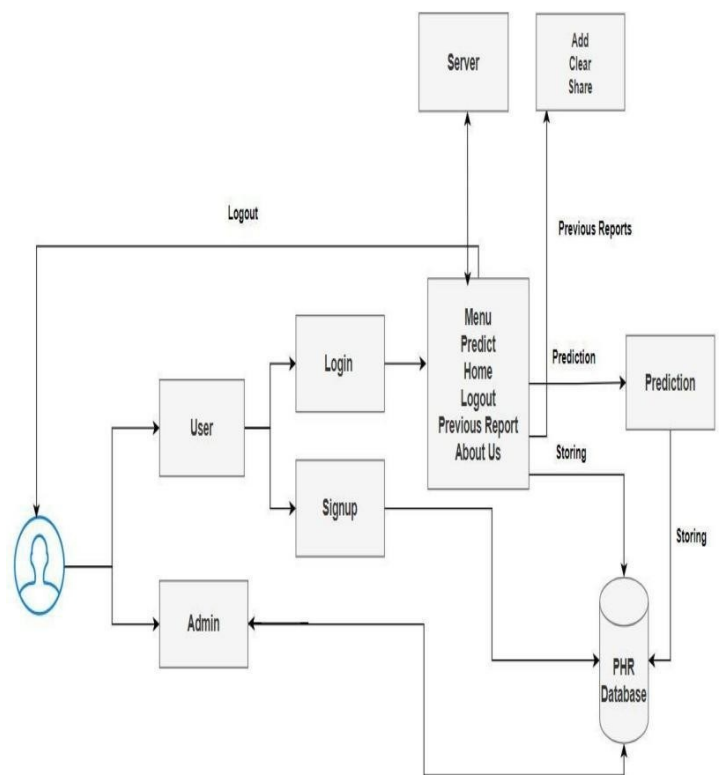 Server
Add
Clear
Share
Logout
Previous Reports
Menu
Predict
Home
Logout
Previous Report
About Us
Login
Prediction
Prediction
User
Storing
Signup
Storing
Admin
PHR
Database